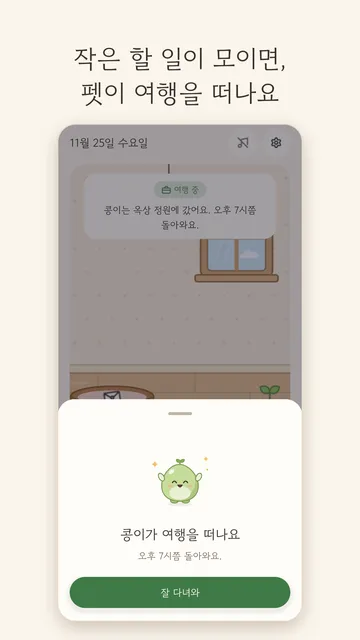 작은 할 일이 모이면,
펫이 여행을 떠나요
11월 25일 수요일
여행 중
콩이는 옥상 정원에 갔어요. 오후 7시쯤
돌아와요.
콩이가 여행을 떠나요
오후 7시쯤 돌아와요.
잘 다녀와